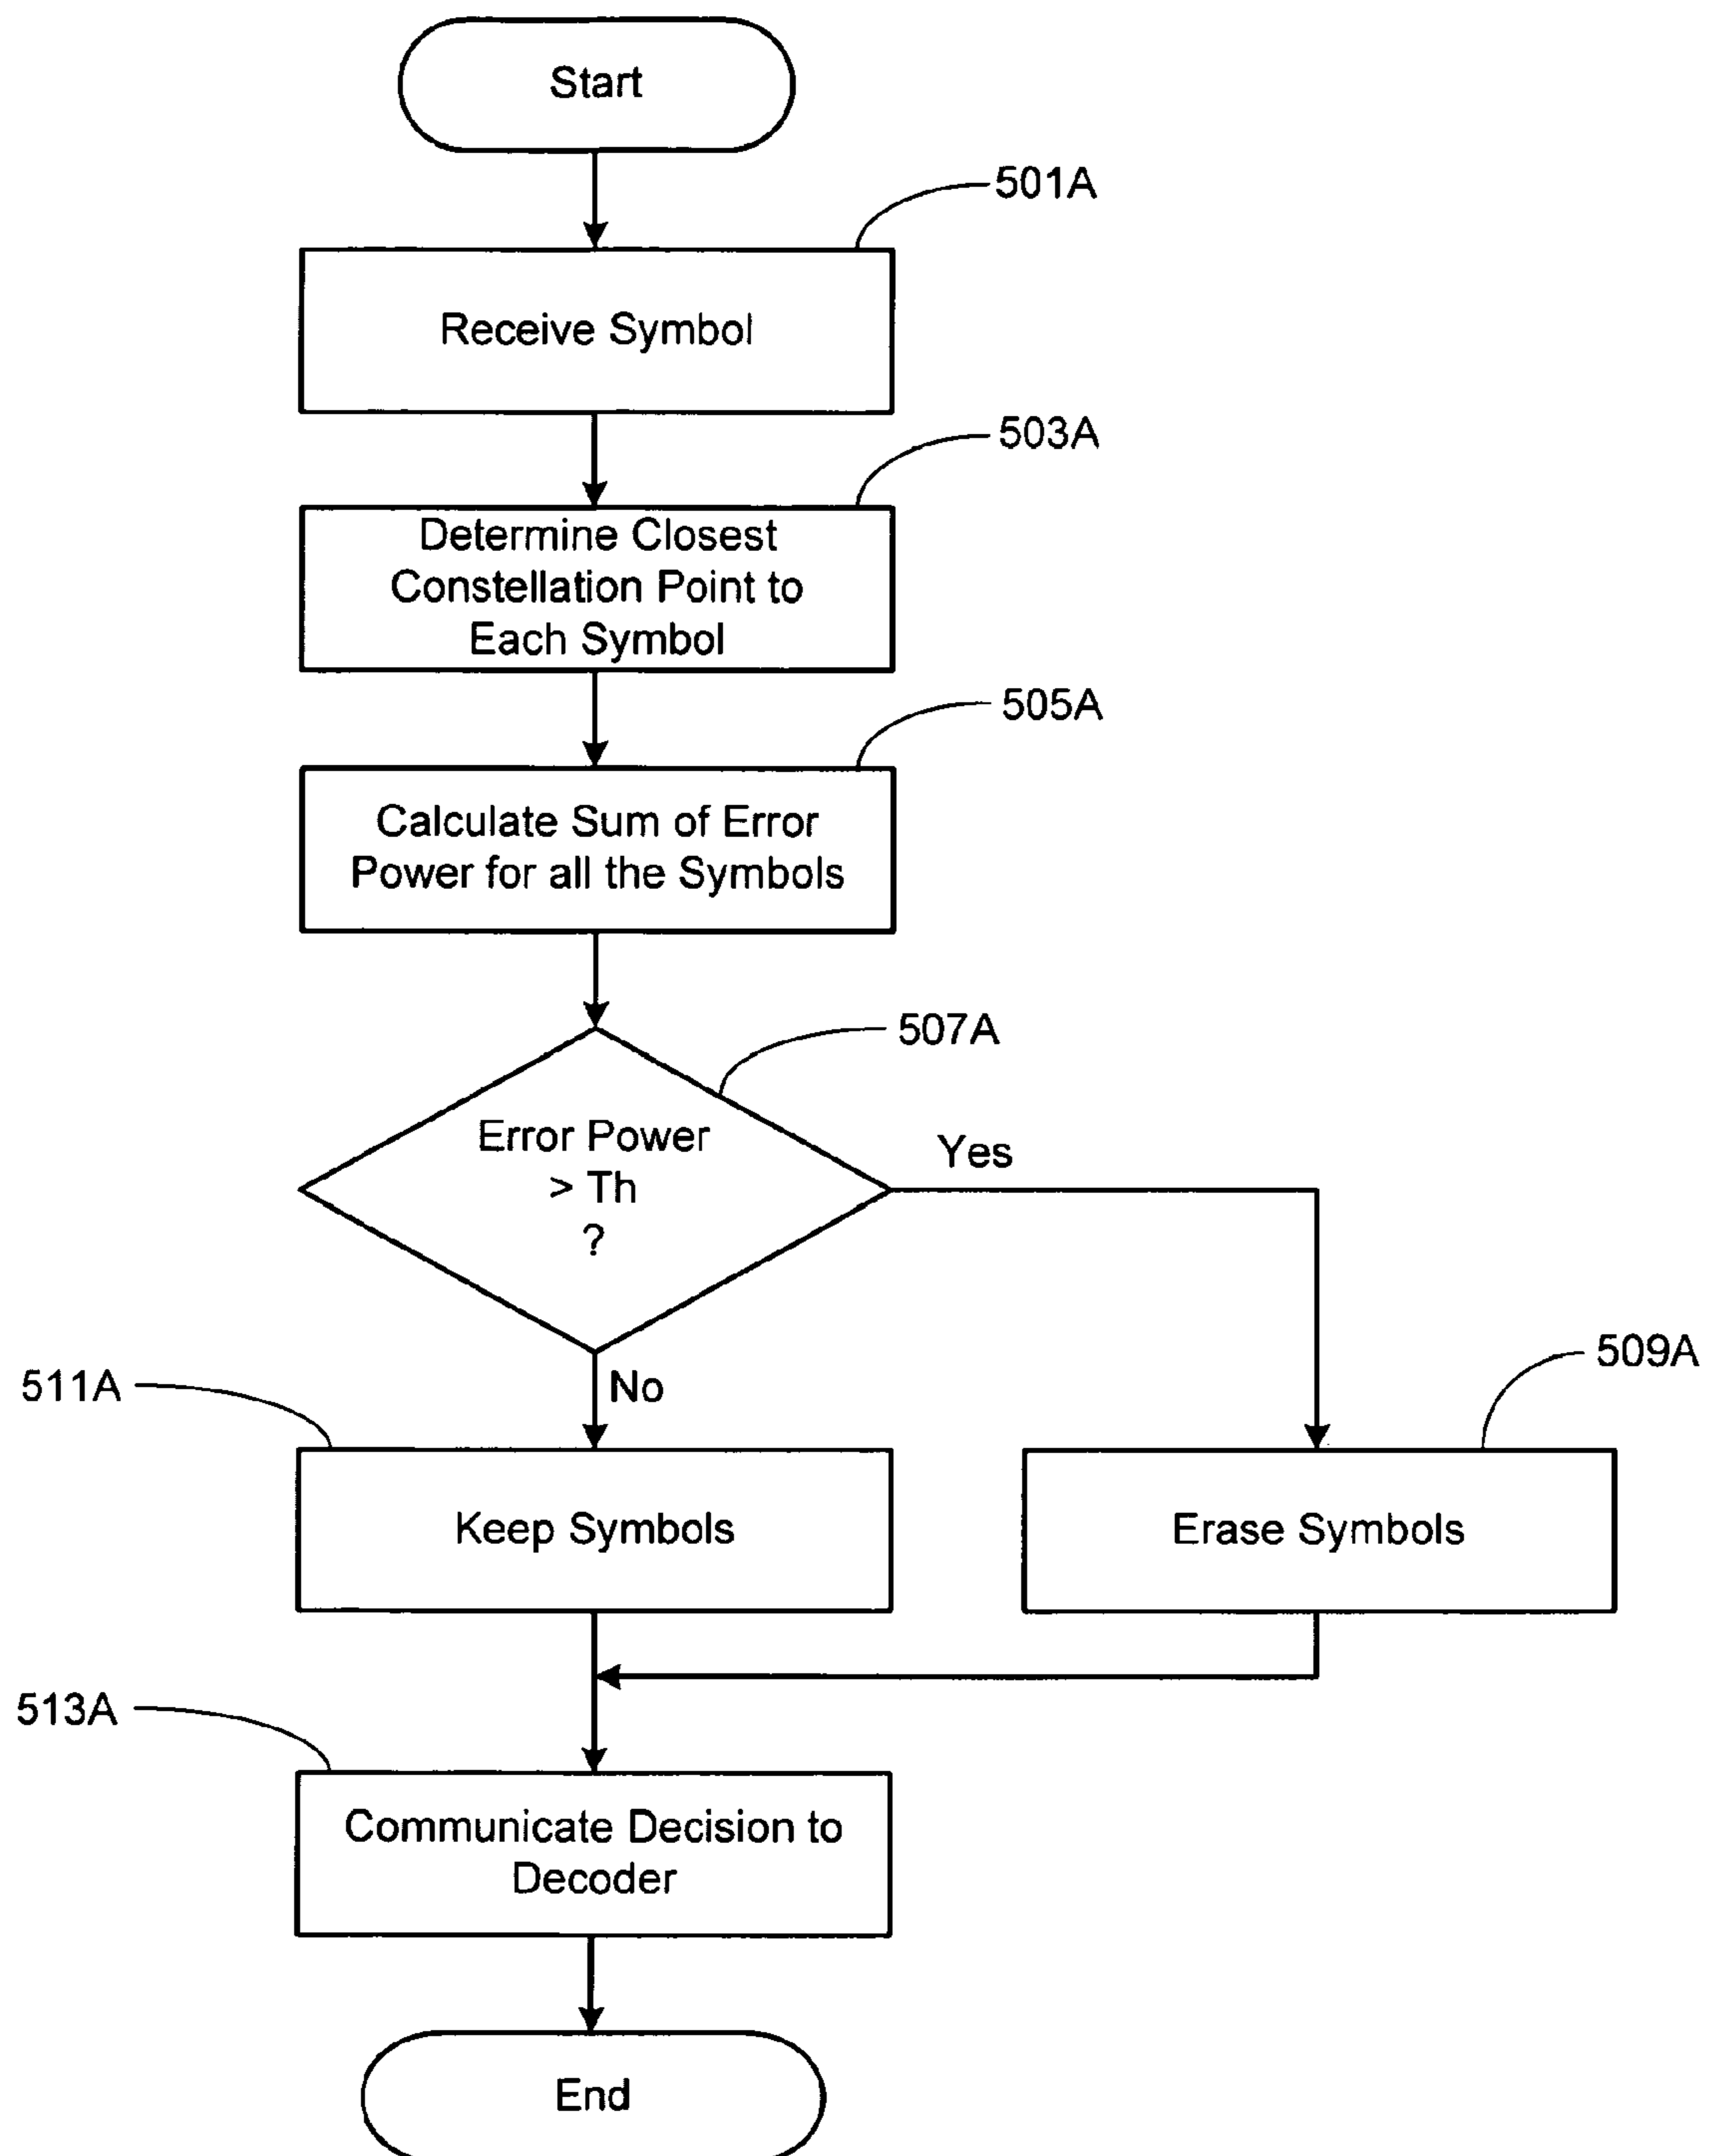 Start
501A
Receive Symbol
503A
Determine Closest
Constellation Point to
Each Symbol
505A
Calculate Sum of Error
Power for all the Symbols
507A
Error Power
> Th
?
Yes
No
511A
509A
Keep Symbols
Erase Symbols
513A
Communicate Decision to
Decoder
End